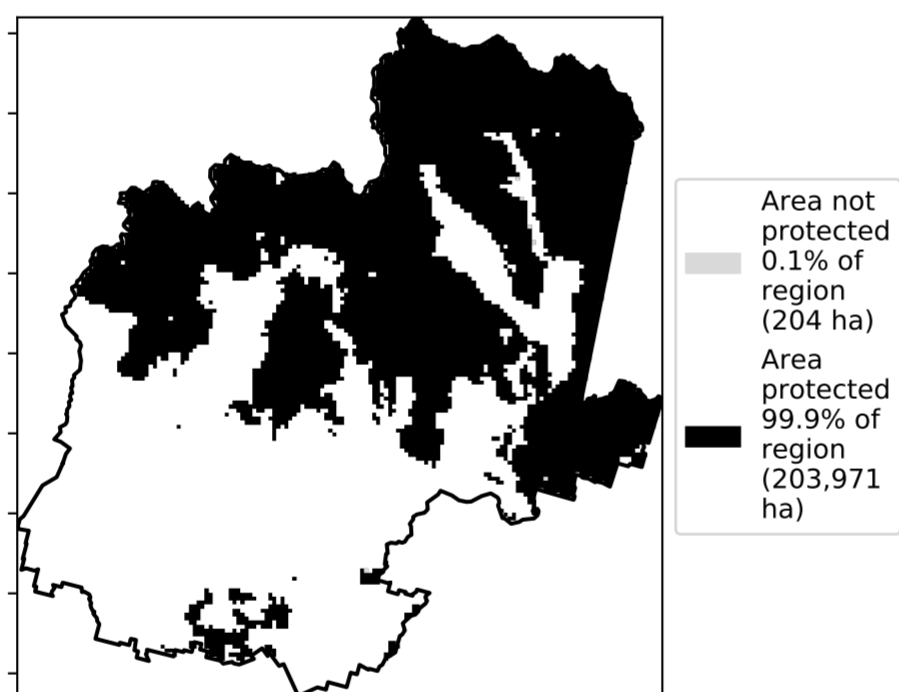 Area not
protected
0.1% of
region
(204 ha)
Area
protected
99.9% of
region
(203,971
ha)